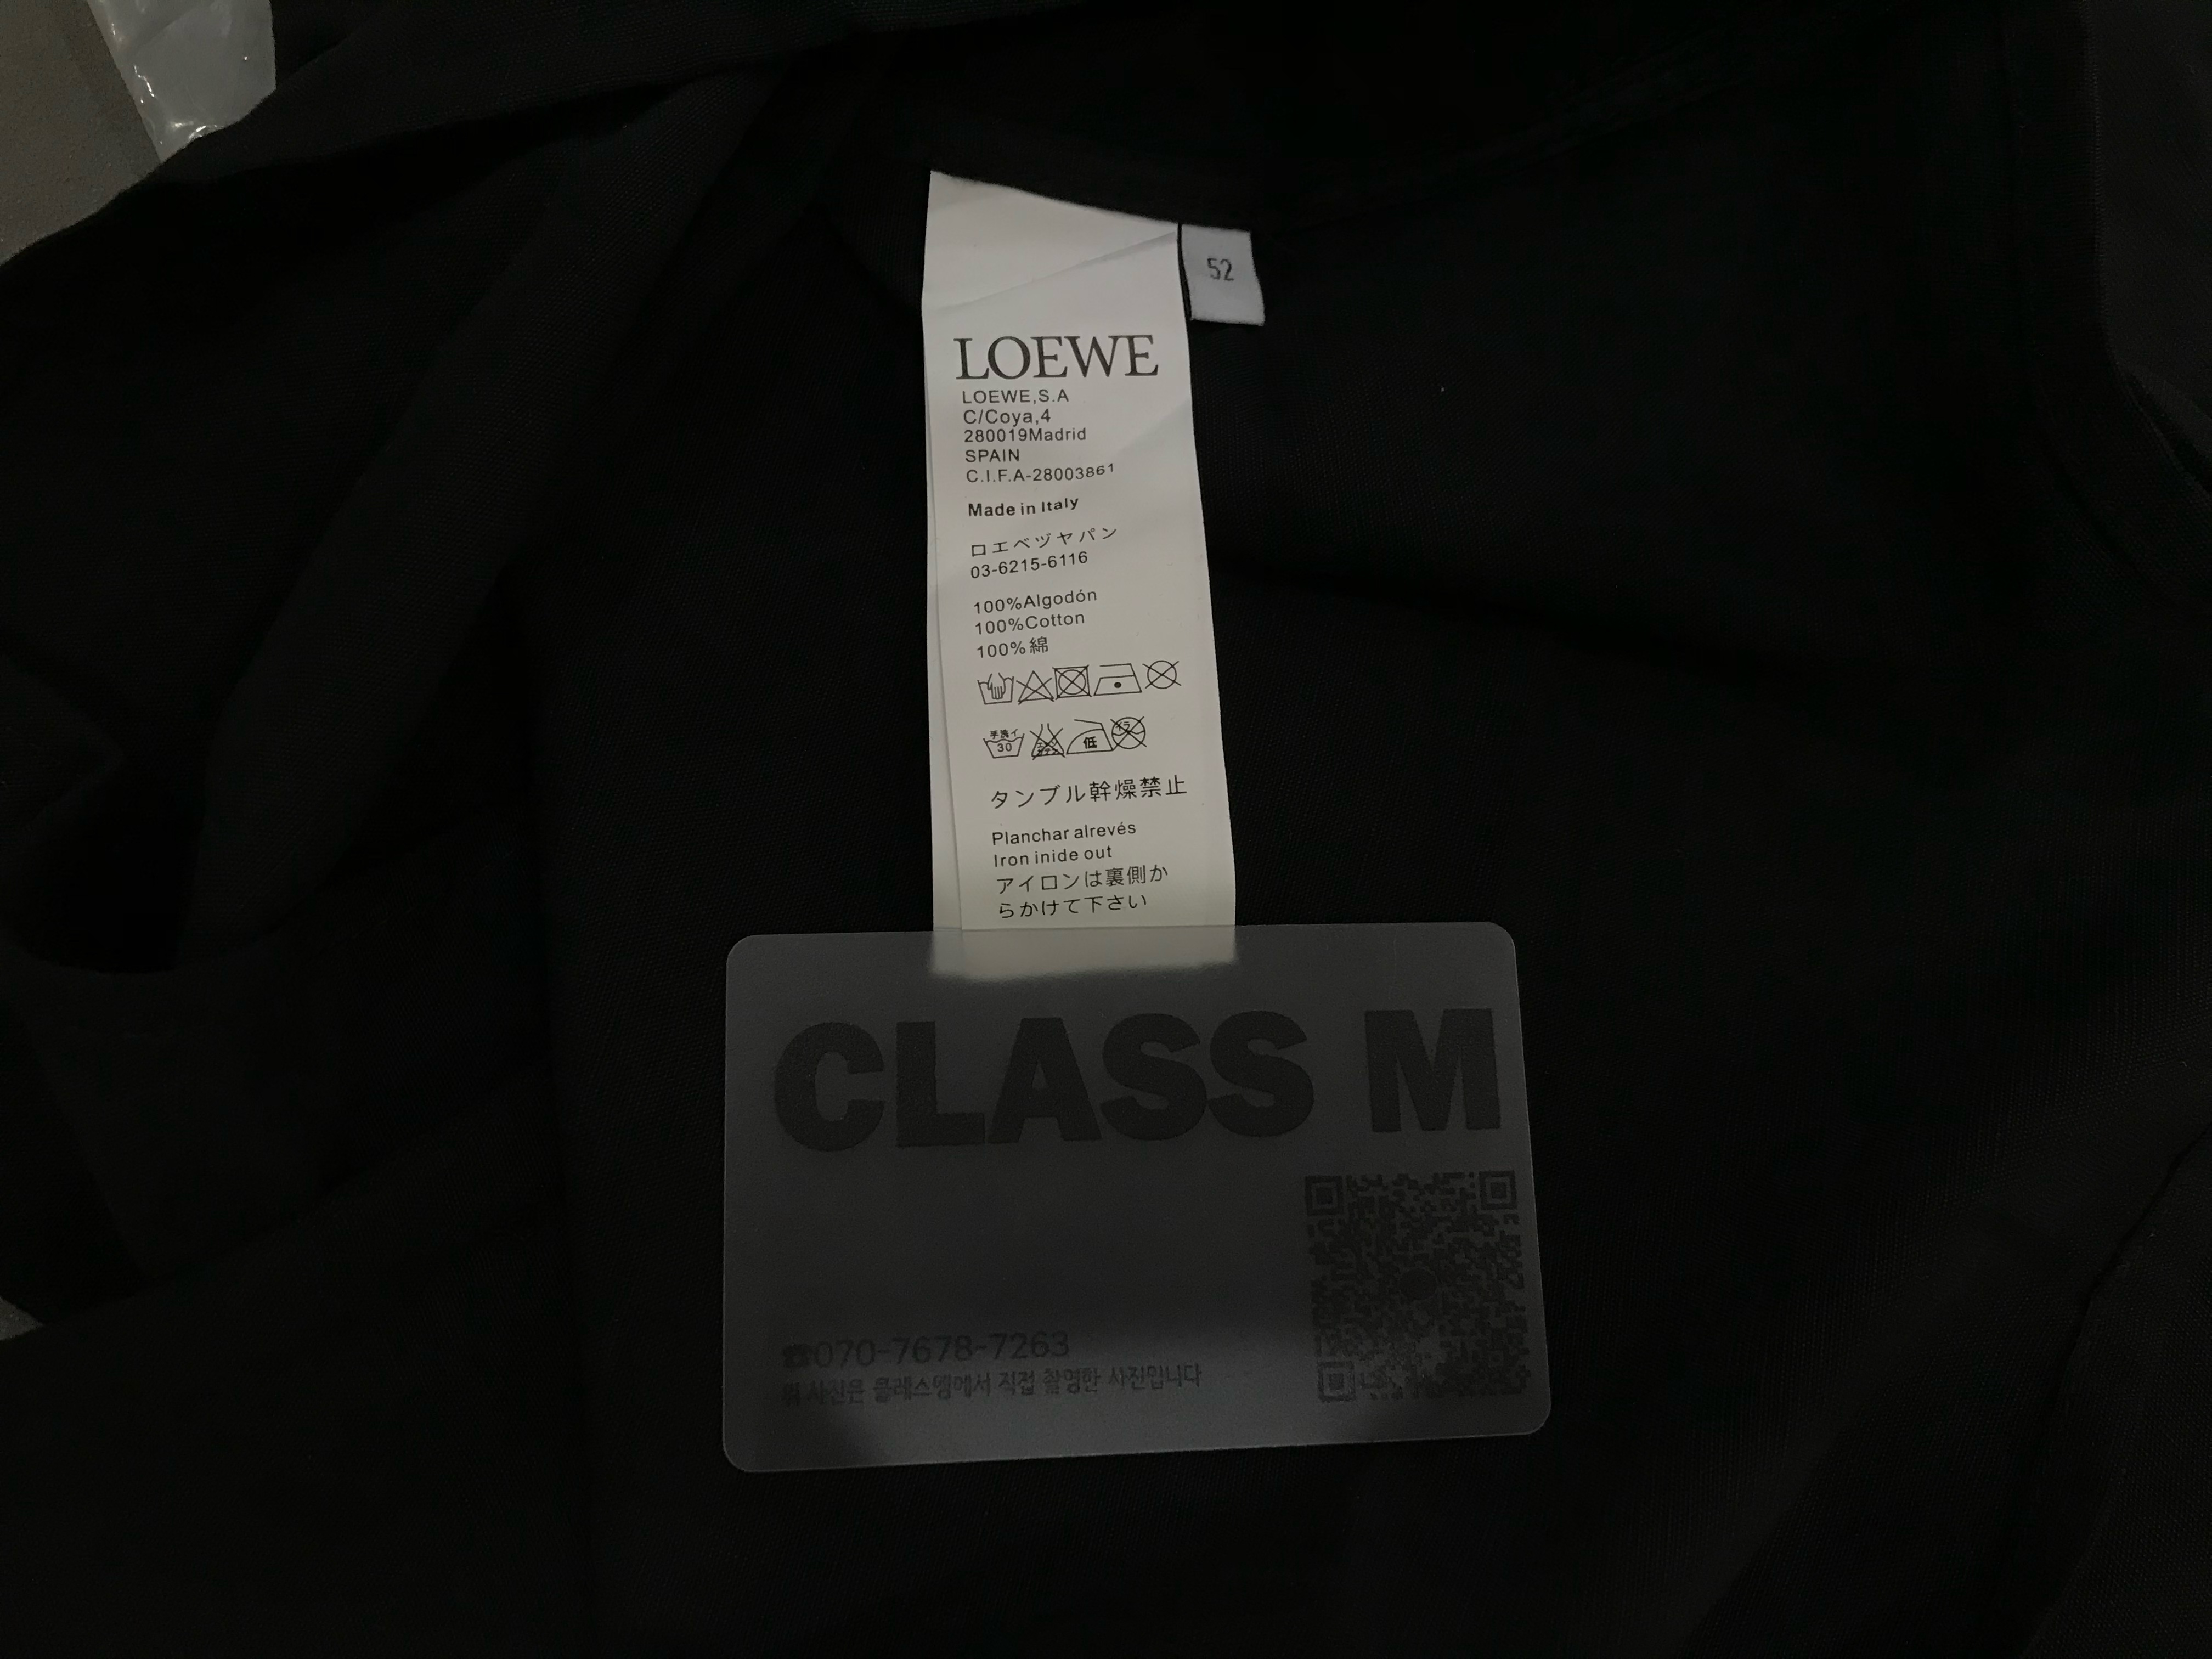 52
LOEWE
LOEWE,S.A
C/Coya,4
280019Madrid
SPAIN
C.I.F.A-28003861
Made in Italy
ロエベヅヤパン
03-6215-6116
100%Algodón
100%Cotton
100%綿
手洗イ
30
低
タンブル幹燥禁止
Planchar alrevés
Iron inide out
アイロンは裏側か
らかけて下さい
CLASS M
☎070-7678-7263
위 사진은 클래스엠에서 직접 촬영한 사진입니다